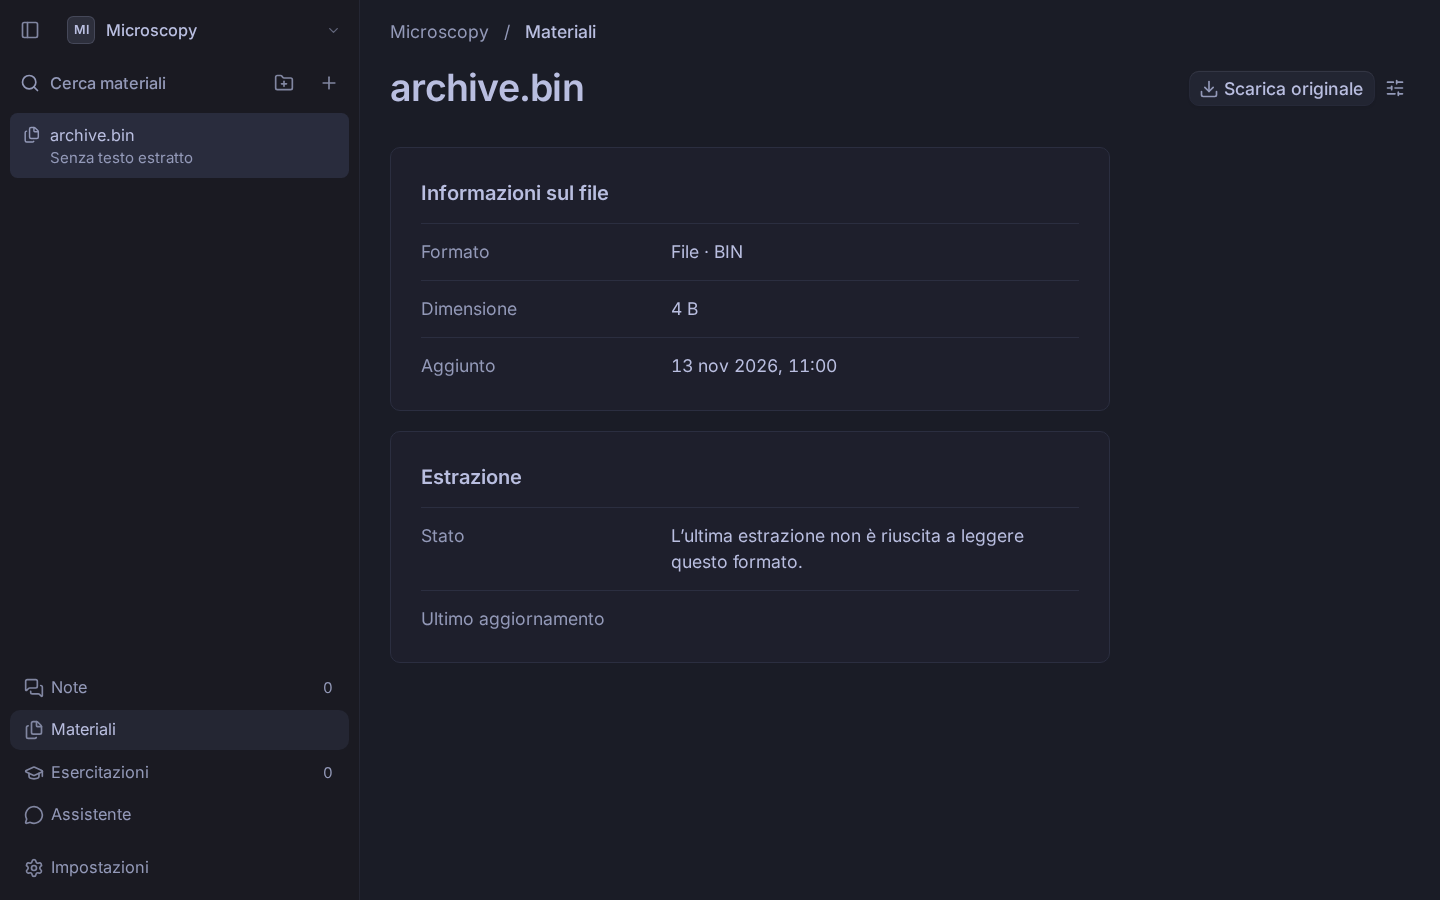 MI Microscopy
Cerca materiali
archive.bin
Senza testo estratto
Note 0
Materiali
Esercitazioni 0
Assistente
Impostazioni
Microscopy / Materiali
archive.bin
Scarica originale
Informazioni sul file
Formato File · BIN
Dimensione 4 B
Aggiunto 13 nov 2026, 11:00
Estrazione
Stato L’ultima estrazione non è riuscita a leggere
questo formato.
Ultimo aggiornamento